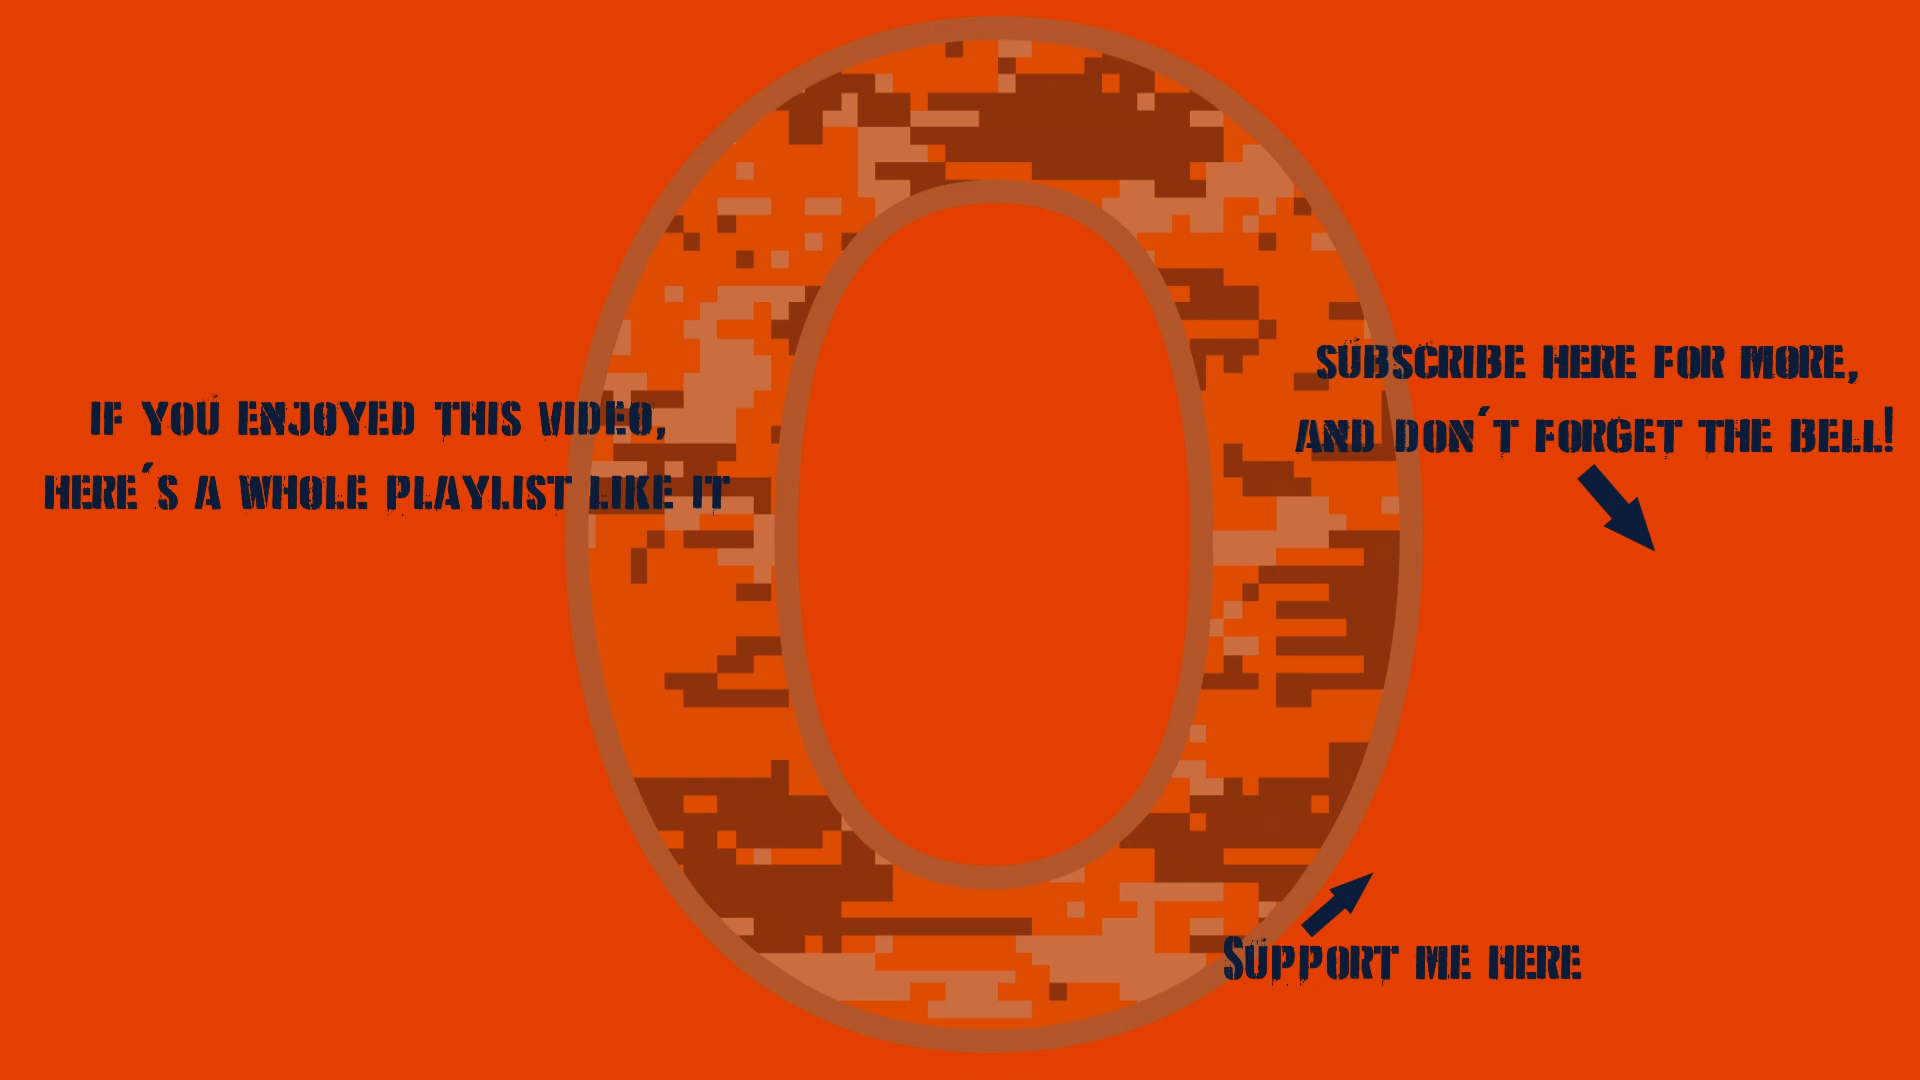 IF YOU ENJOYED THIS VIDEO,
HERE´S A WHOLE PLAYLIST LIKE IT
SUBSCRIBE HERE FOR MORE,
AND DON´T FORGET THE BELL!
SUPPORT ME HERE
O